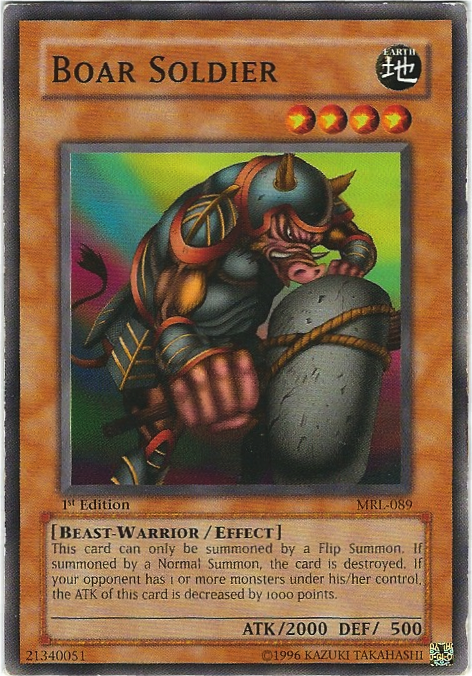 BOAR SOLDIER
EARTH
地
1st Edition
MRL-089
[BEAST-WARRIOR / EFFECT]
This card can only be summoned by a Flip Summon. If
summoned by a Normal Summon, the card is destroyed. If
your opponent has 1 or more monsters under his/her control,
the ATK of this card is decreased by 1000 points.
ATK/2000 DEF/ 500
21340051
©1996 KAZUKI TAKAHASHI